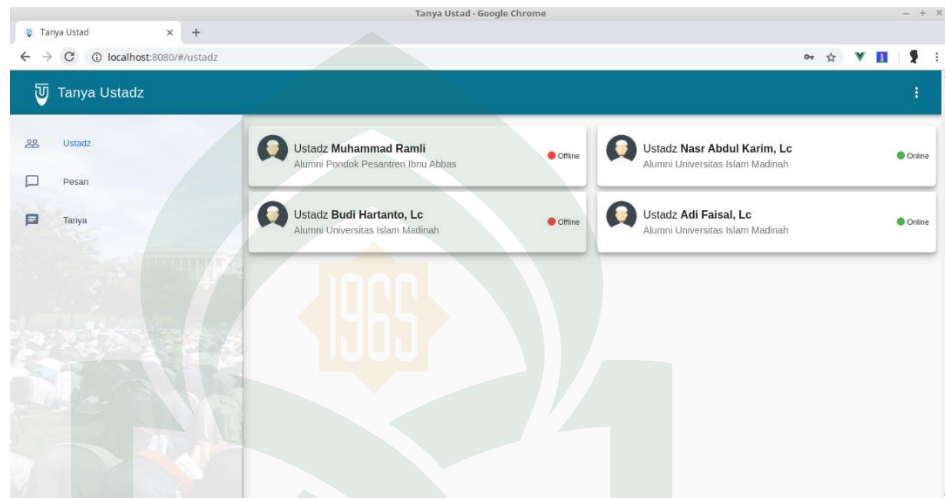 Tanya Ustad - Google Chrome
Tanya Ustad
localhost:8080/#/ustadz
Tanya Ustadz
Ustadz
Pesan
Tanya
Ustadz Muhammad Ramli
Alumni Pondok Pesantren Ibnu Abbas
Offline
Ustadz Nasr Abdul Karim, Lc
Alumni Universitas Islam Madinah
Online
Ustadz Budi Hartanto, Lc
Alumni Universitas Islam Madinah
Offline
Ustadz Adi Faisal, Lc
Alumni Universitas Islam Madinah
Online
1965